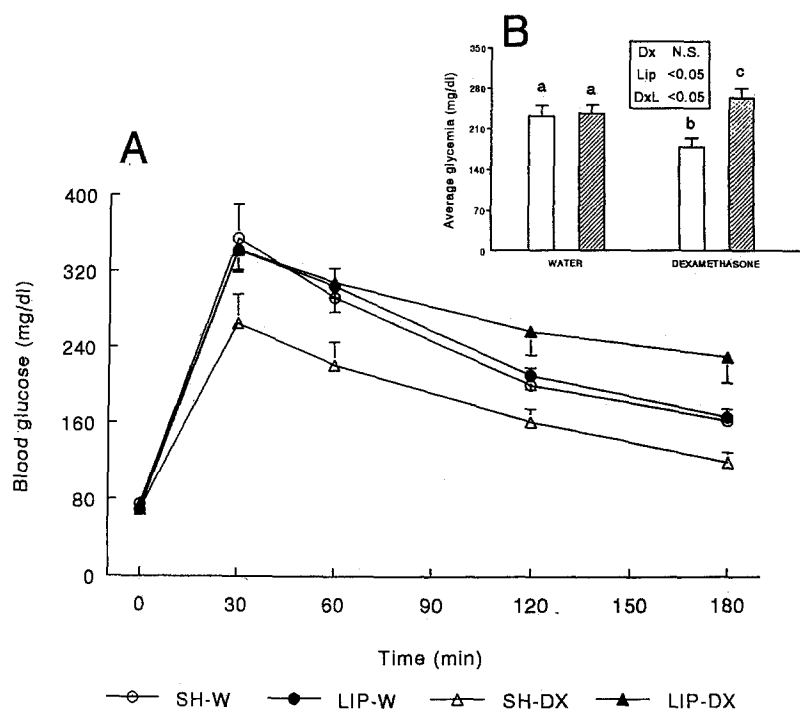 B
350
280
210
140
70
0
Average glycemia (mg/dl)
Dx N.S.
Lip <0.05
DxL <0.05
a a b c
WATER DEXAMETHASONE
A
400
320
240
160
80
0
Blood glucose (mg/dl)
0 30 60 90 120 150 180
Time (min)
SH-W LIP-W SH-DX LIP-DX